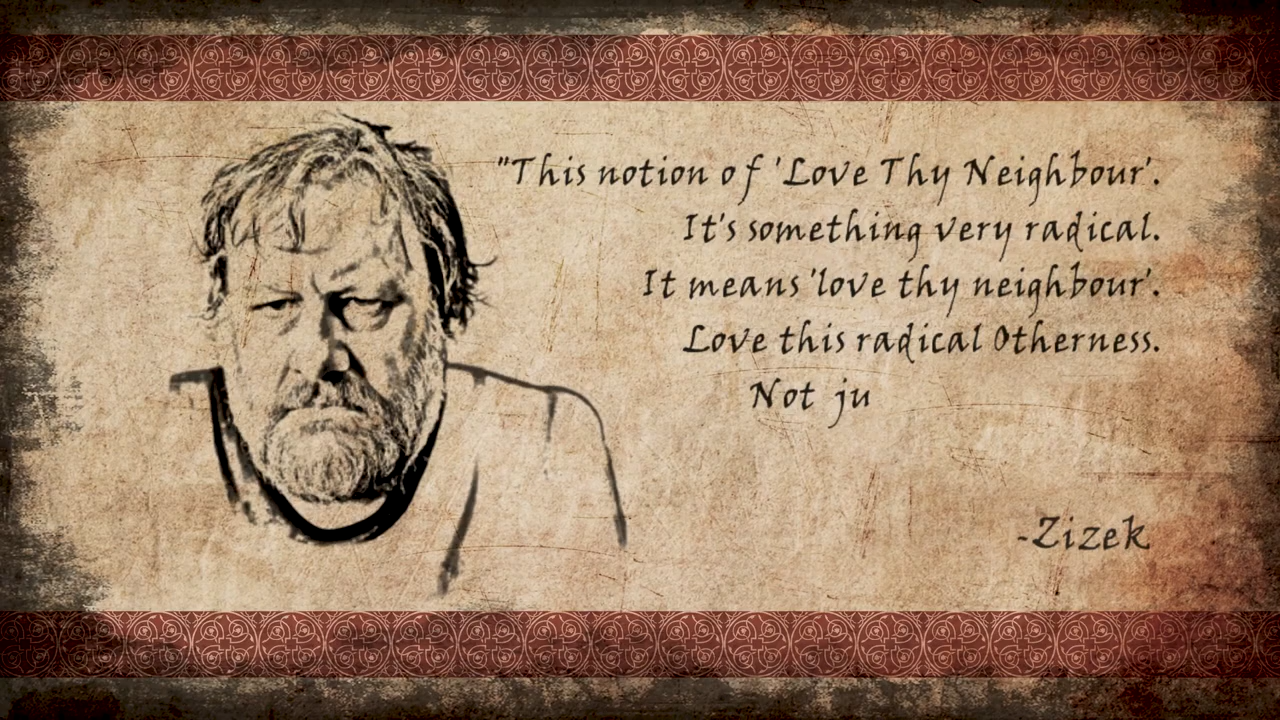 "This notion of 'Love Thy Neighbour'.
It's something very radical.
It means 'love thy neighbour'.
Love this radical Otherness.
Not ju
-Zizek